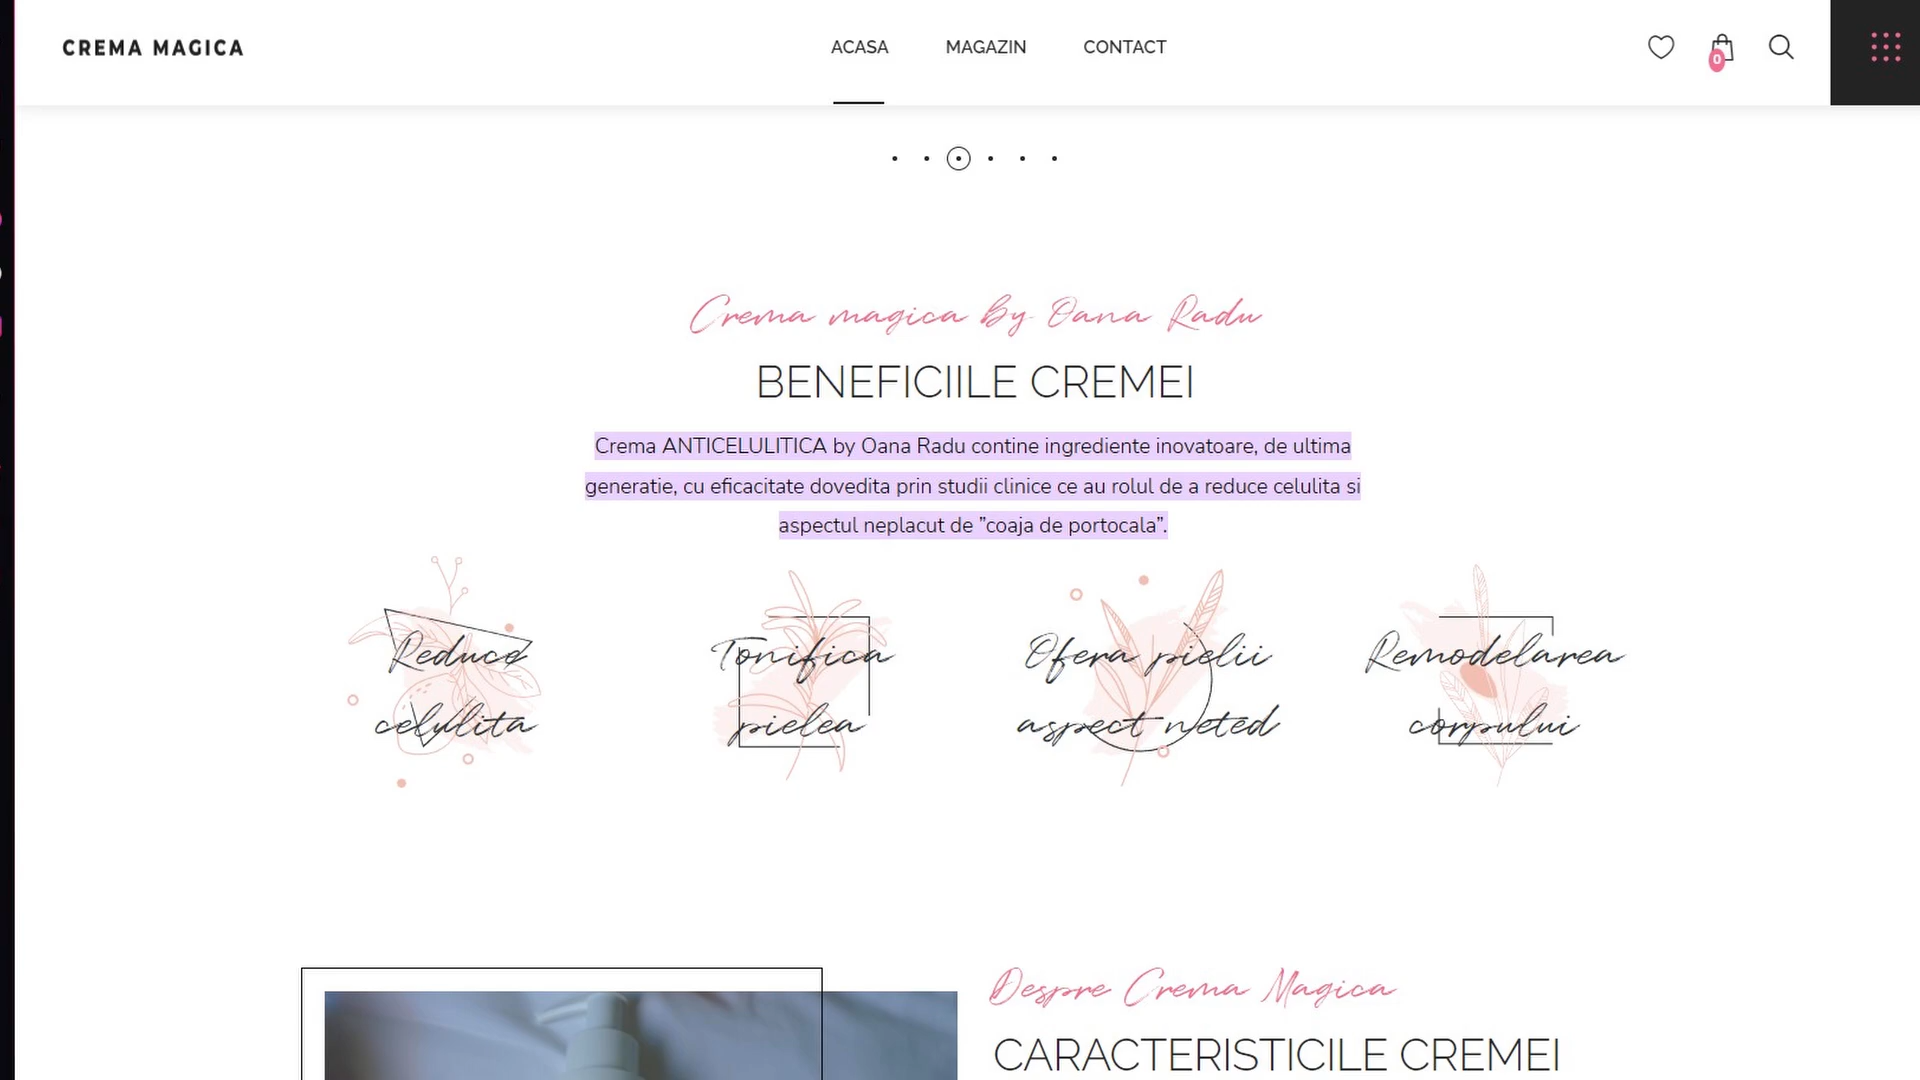 CREMA MAGICA
ACASA MAGAZIN CONTACT
0
Crema magica by Oana Radu
BENEFICIILE CREMEI
Crema ANTICELULITICA by Oana Radu contine ingrediente inovatoare, de ultima
generatie, cu eficacitate dovedita prin studii clinice ce au rolul de a reduce celulita si
aspectul neplacut de ”coaja de portocala”.
Reduce
celulita
Tonifica
pielea
Ofera pielii
aspect neted
Remodelarea
corpului
Despre Crema Magica
CARACTERISTICILE CREMEI